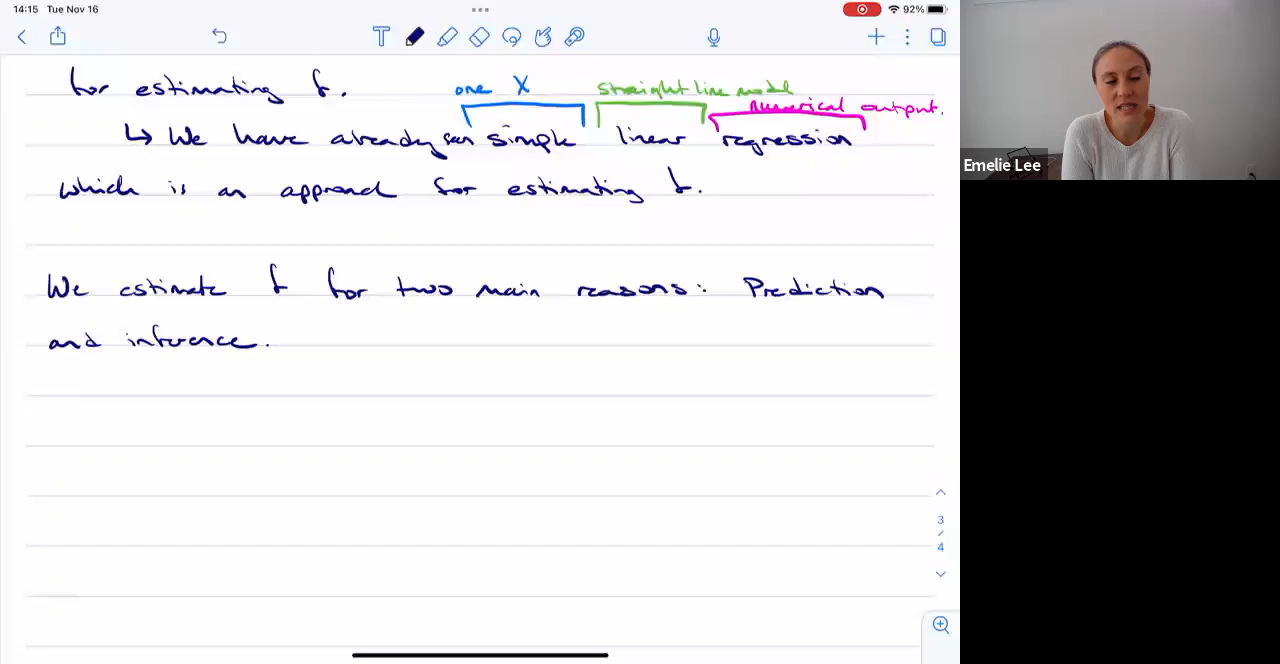 14:15 Tue Nov 16
92%
for estimating f.
one X
straight line model
numerical output.
↳ We have already seen simple linear regression
which is an approach for estimating f.
We estimate f for two main reasons: Prediction
and inference.
3
/
4
Emelie Lee